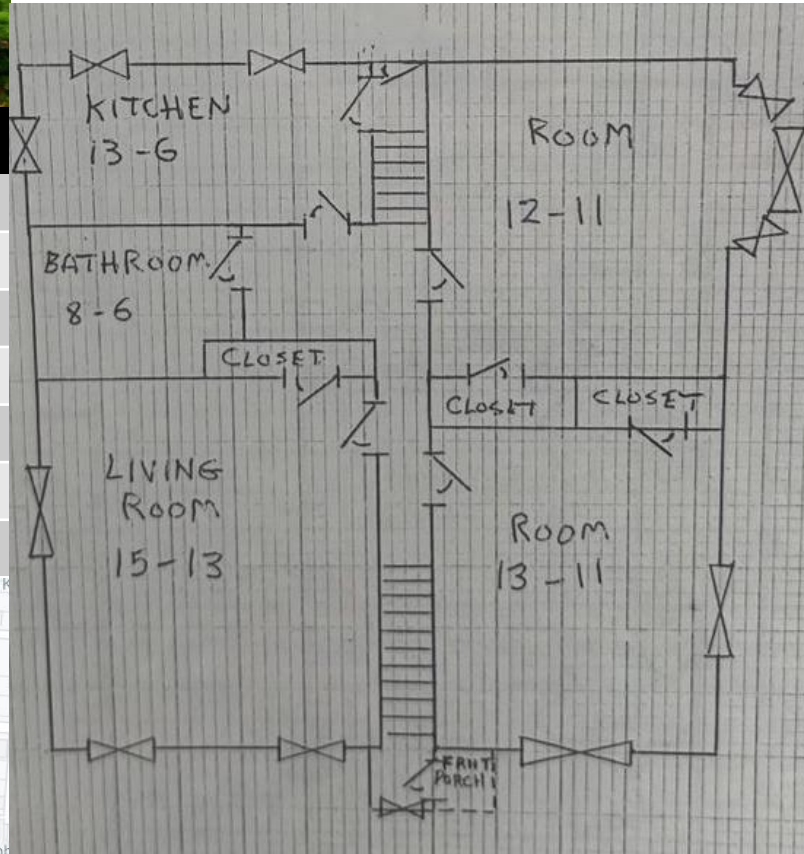 KITCHEN
13-6
ROOM
12-11
BATHROOM
8-6
CLOSET
CLOSET
CLOSET
LIVING
ROOM
15-13
ROOM
13-11
FRNT
PORCH